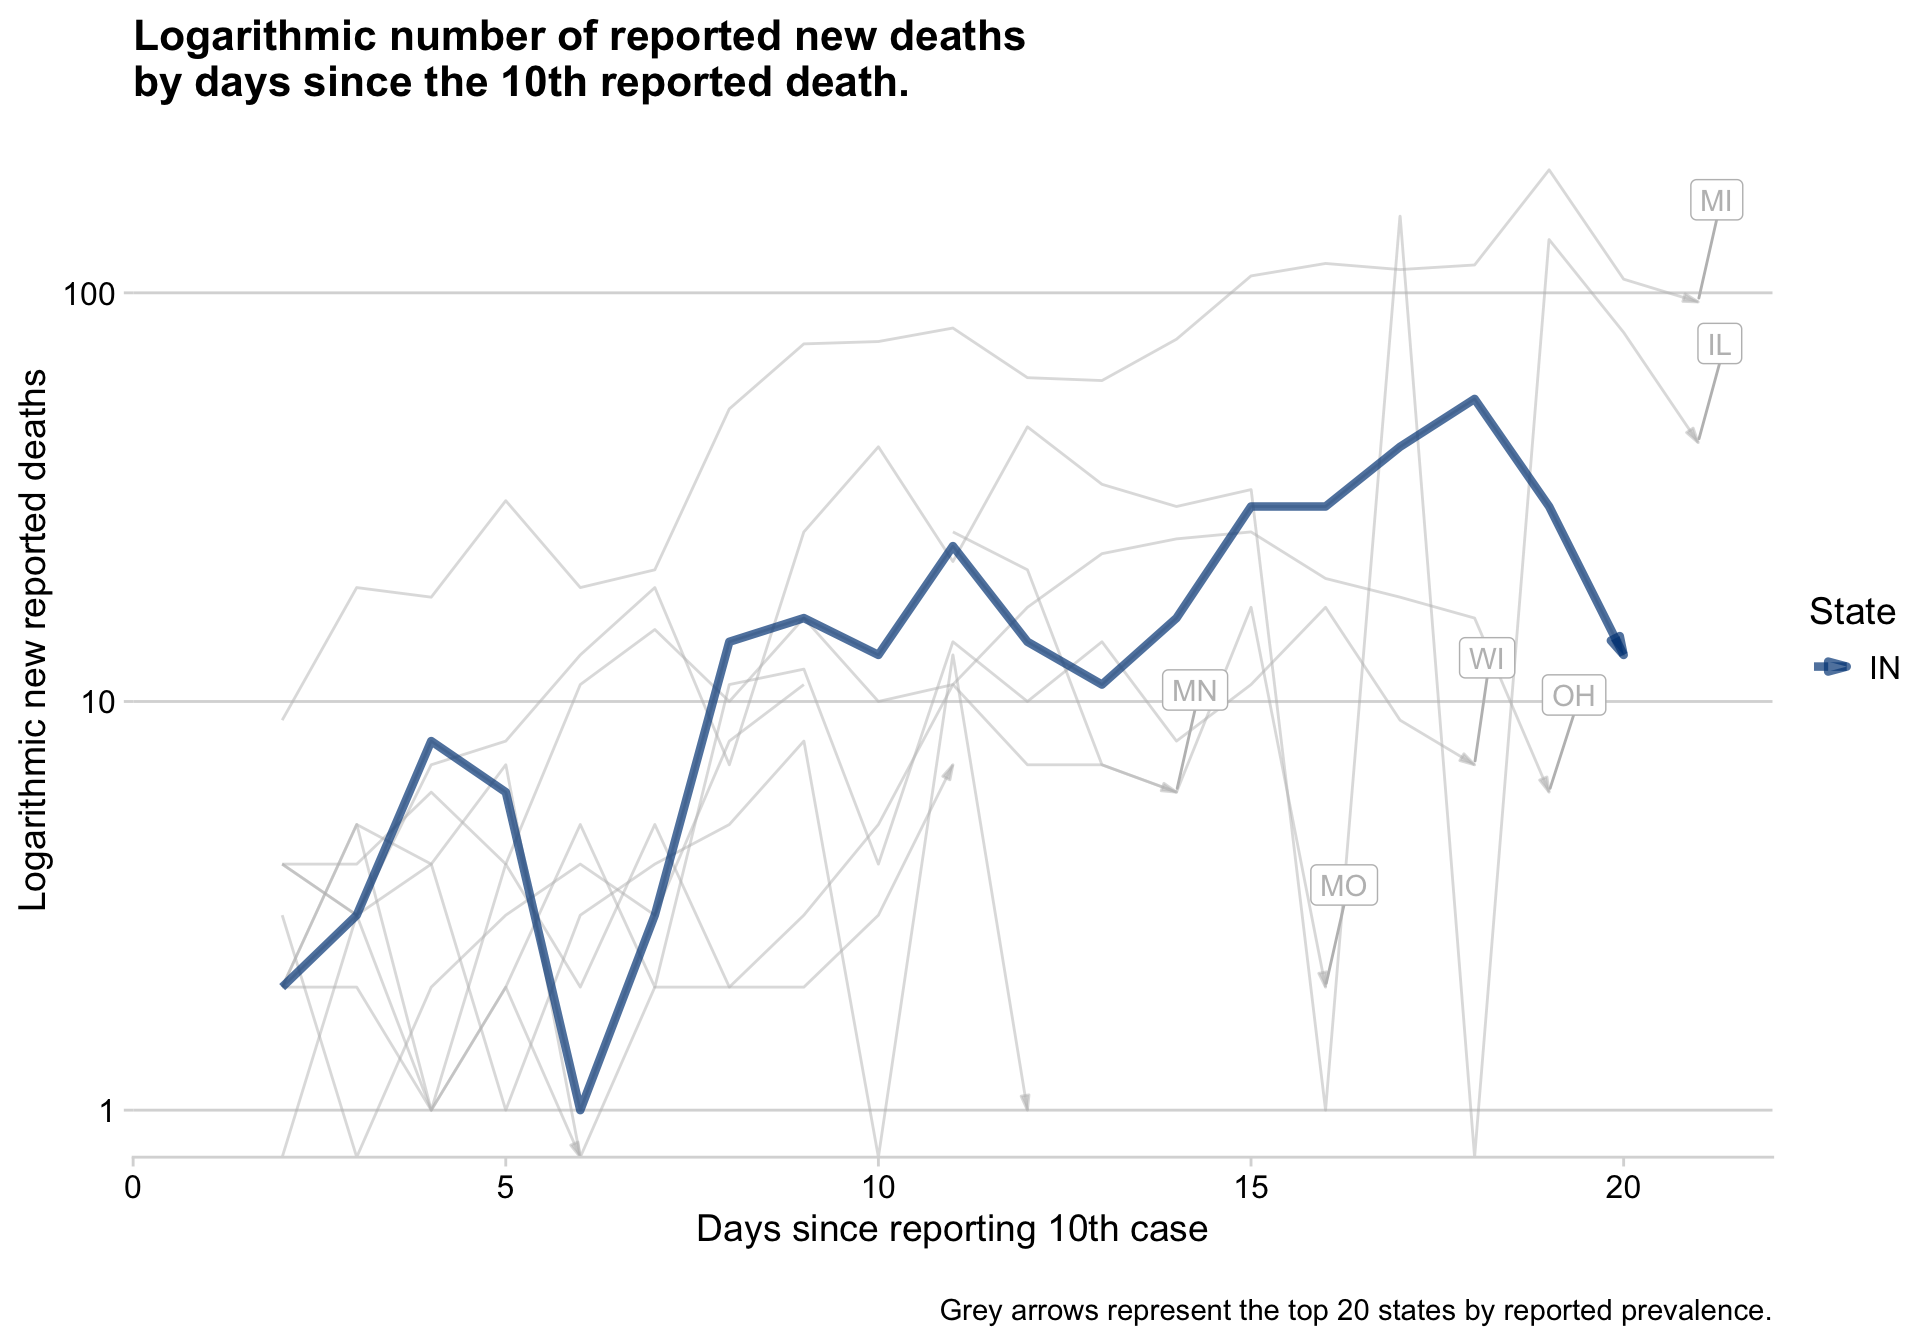 Logarithmic number of reported new deaths
by days since the 10th reported death.
Logarithmic new reported deaths
100
10
1
MI
IL
MN
WI
OH
MO
State
IN
0
5
10
15
20
Days since reporting 10th case
Grey arrows represent the top 20 states by reported prevalence.